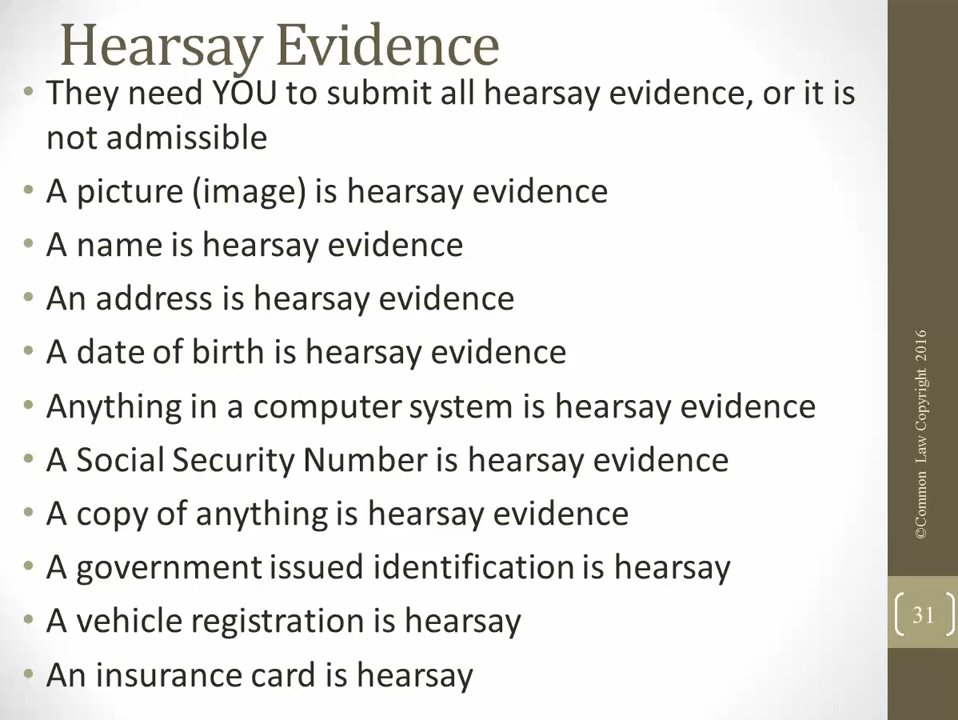 Hearsay Evidence
• They need YOU to submit all hearsay evidence, or it is
not admissible
• A picture (image) is hearsay evidence
• A name is hearsay evidence
• An address is hearsay evidence
• A date of birth is hearsay evidence
• Anything in a computer system is hearsay evidence
• A Social Security Number is hearsay evidence
• A copy of anything is hearsay evidence
• A government issued identification is hearsay
• A vehicle registration is hearsay
• An insurance card is hearsay
©Common Law Copyright 2016
31